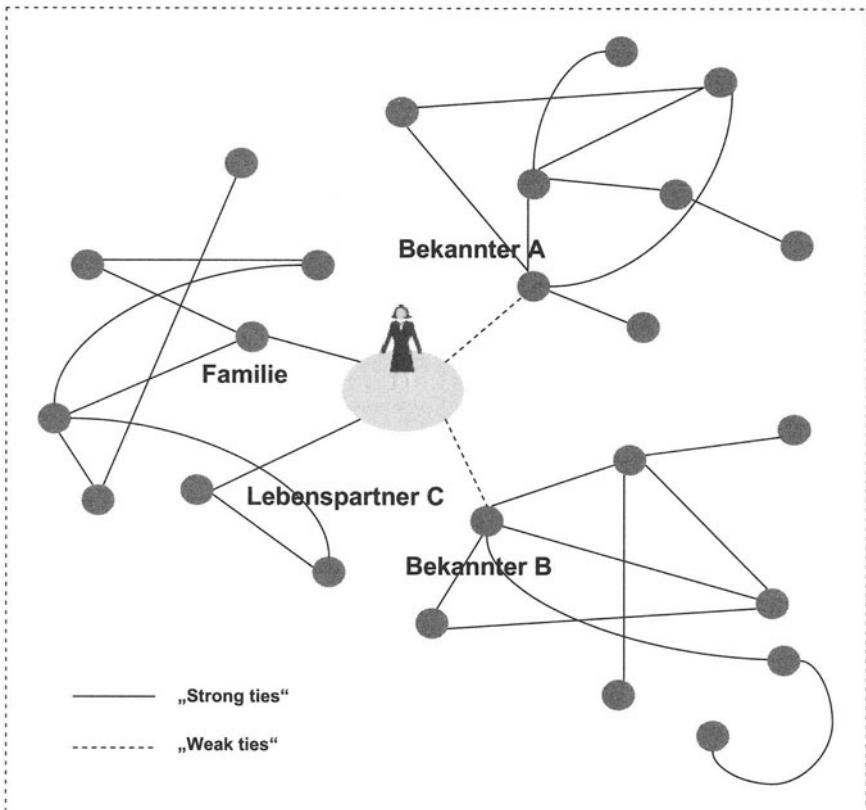 Bekannter A
Familie
Lebenspartner C
Bekannter B
„Strong ties“
„Weak ties“